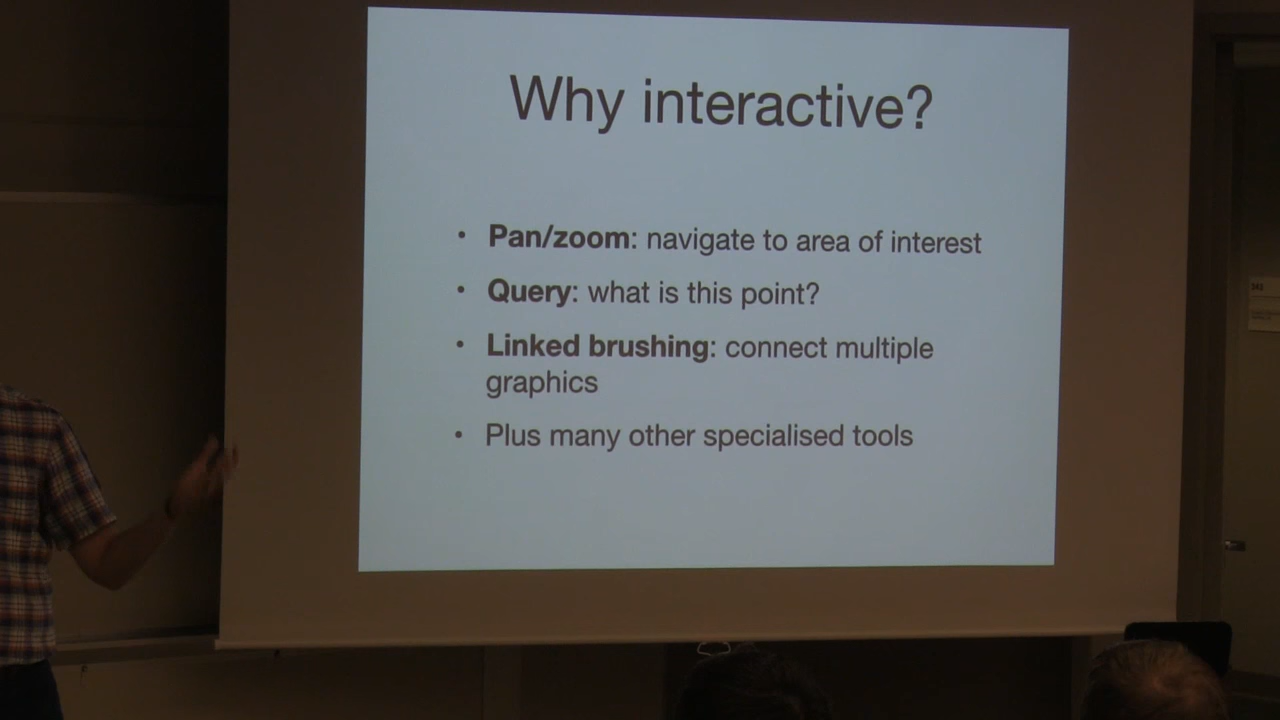 Why interactive?
• Pan/zoom: navigate to area of interest
• Query: what is this point?
• Linked brushing: connect multiple
graphics
• Plus many other specialised tools